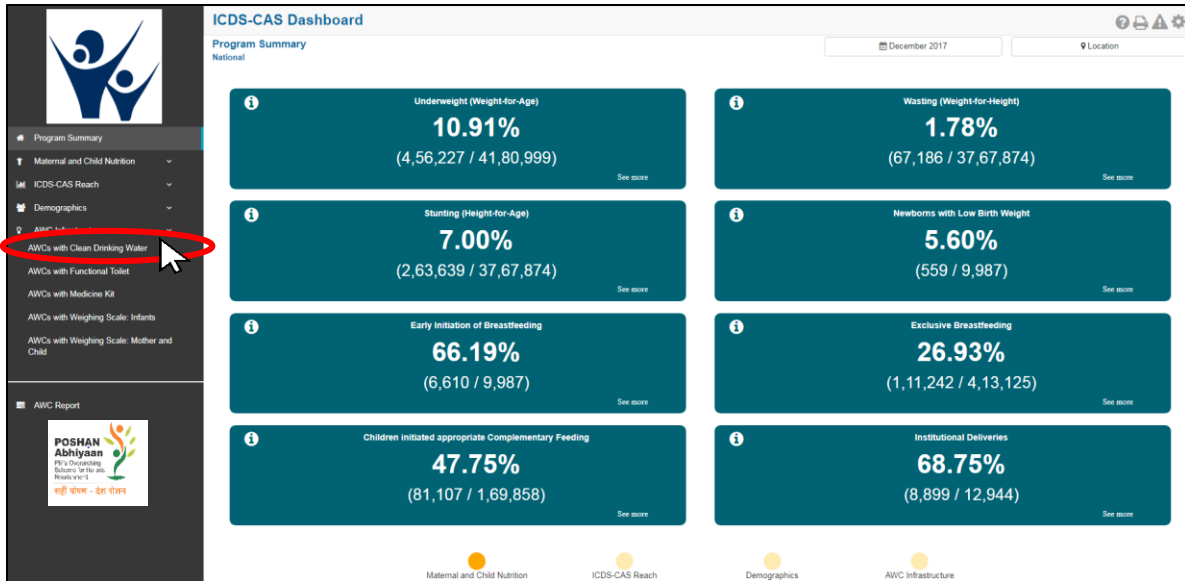 ICDS-CAS Dashboard
Program Summary
National
December 2017
Location
Program Summary
Maternal and Child Nutrition
ICDS-CAS Reach
Demographics
AWCs with Clean Drinking Water
AWCs with Functional Toilet
AWCs with Medicine Kit
AWCs with Weighing Scale: Infants
AWCs with Weighing Scale: Mother and
Child
AWC Report
POSHAN
Abhiyaan
PM's Overarching
सही पोषण - देश रोशन
Underweight (Weight-for-Age)
10.91%
(4,56,227 / 41,80,999)
See more
Wasting (Weight-for-Height)
1.78%
(67,186 / 37,67,874)
See more
Stunting (Height-for-Age)
7.00%
(2,63,639 / 37,67,874)
See more
Newborns with Low Birth Weight
5.60%
(559 / 9,987)
See more
Early Initiation of Breastfeeding
66.19%
(6,610 / 9,987)
See more
Exclusive Breastfeeding
26.93%
(1,11,242 / 4,13,125)
See more
Children initiated appropriate Complementary Feeding
47.75%
(81,107 / 1,69,858)
See more
Institutional Deliveries
68.75%
(8,899 / 12,944)
See more
Maternal and Child Nutrition
ICDS-CAS Reach
Demographics
AWC Infrastructure